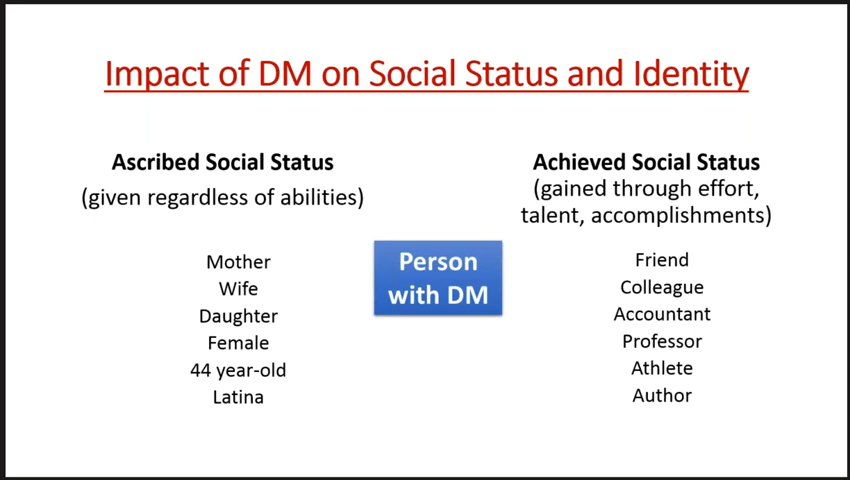 Impact of DM on Social Status and Identity
Ascribed Social Status
(given regardless of abilities)
Mother
Wife
Daughter
Female
44 year-old
Latina
Person
with DM
Achieved Social Status
(gained through effort,
talent, accomplishments)
Friend
Colleague
Accountant
Professor
Athlete
Author